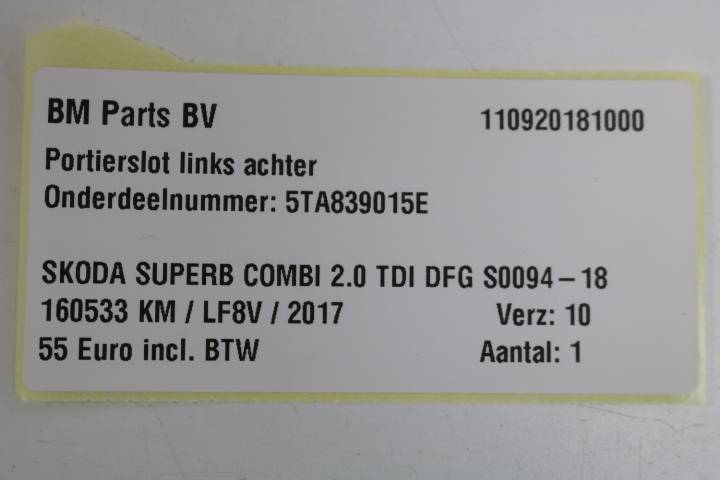 BM Parts BV 110920181000
Portierslot links achter
Onderdeelnummer: 5TA839015E
SKODA SUPERB COMBI 2.0 TDI DFG S0094-18
160533 KM / LF8V / 2017 Verz: 10
55 Euro incl. BTW Aantal: 1